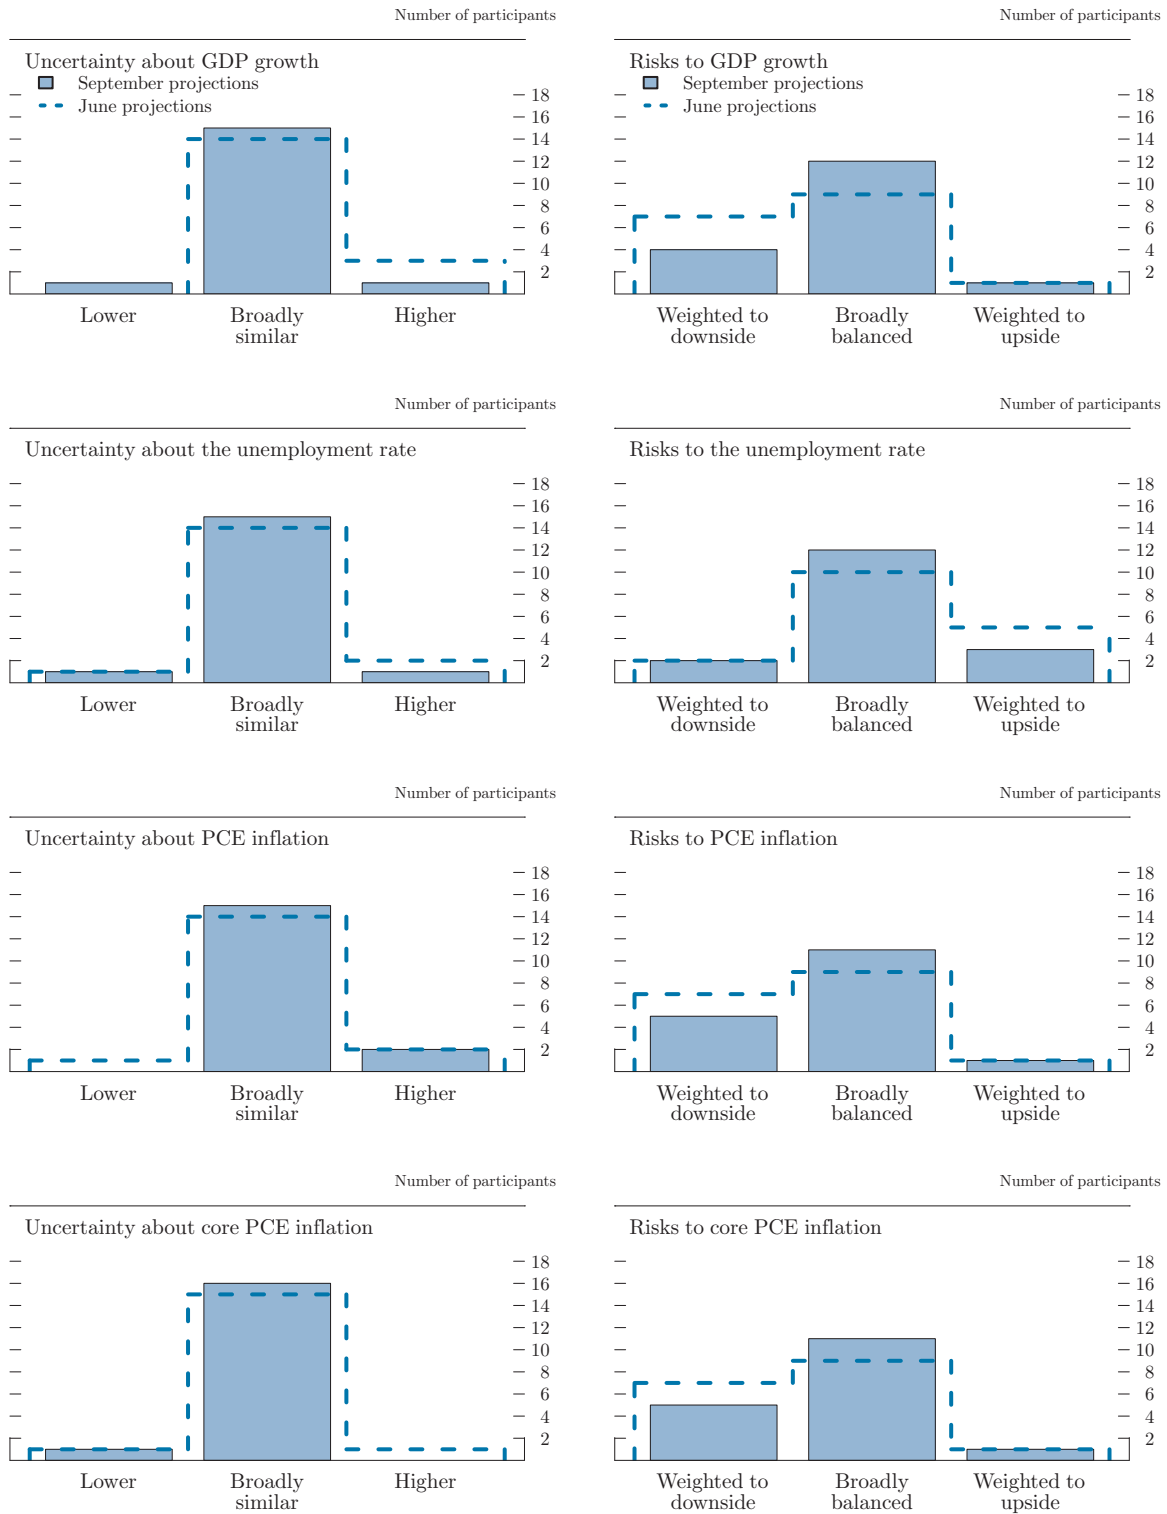 Number of participants
Uncertainty about GDP growth
September projections
June projections
18
16
14
12
10
8
6
4
2
Lower
Broadly
similar
Higher
Number of participants
Risks to GDP growth
September projections
June projections
18
16
14
12
10
8
6
4
2
Weighted to
downside
Broadly
balanced
Weighted to
upside
Number of participants
Uncertainty about the unemployment rate
18
16
14
12
10
8
6
4
2
Lower
Broadly
similar
Higher
Number of participants
Risks to the unemployment rate
18
16
14
12
10
8
6
4
2
Weighted to
downside
Broadly
balanced
Weighted to
upside
Number of participants
Uncertainty about PCE inflation
18
16
14
12
10
8
6
4
2
Lower
Broadly
similar
Higher
Number of participants
Risks to PCE inflation
18
16
14
12
10
8
6
4
2
Weighted to
downside
Broadly
balanced
Weighted to
upside
Number of participants
Uncertainty about core PCE inflation
18
16
14
12
10
8
6
4
2
Lower
Broadly
similar
Higher
Number of participants
Risks to core PCE inflation
18
16
14
12
10
8
6
4
2
Weighted to
downside
Broadly
balanced
Weighted to
upside